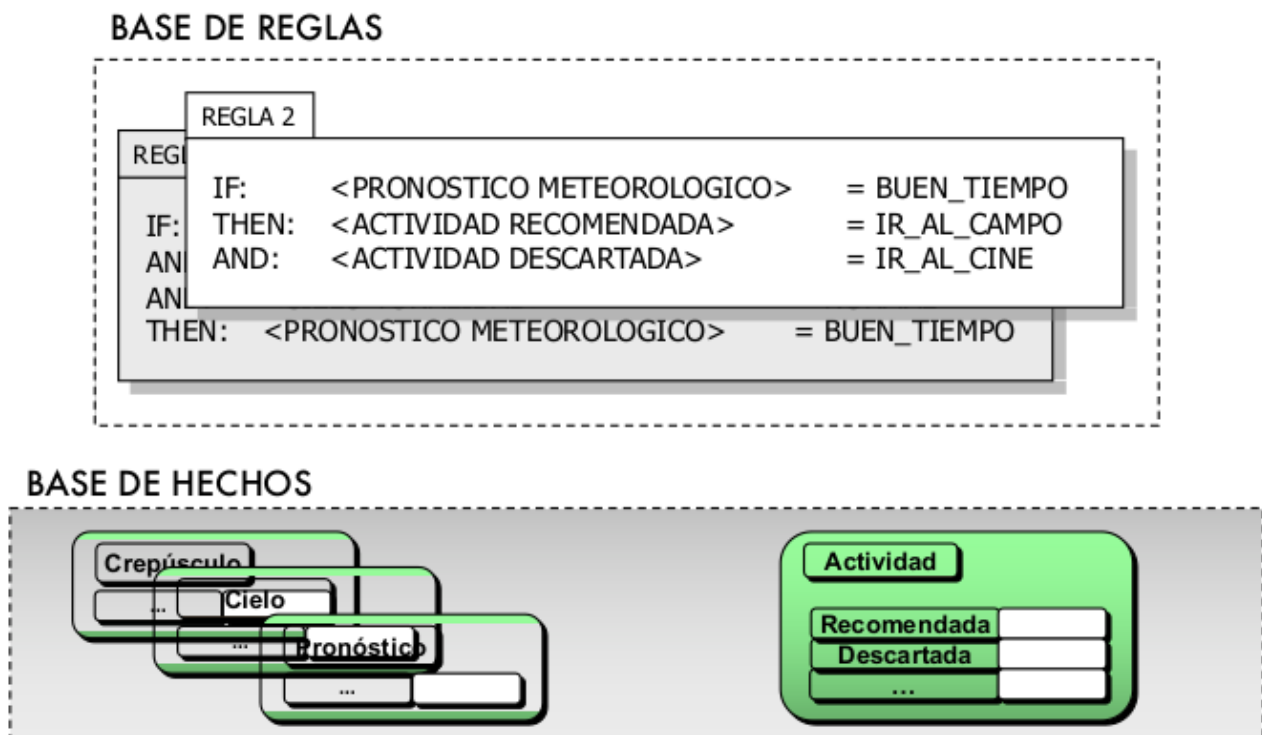 BASE DE REGLAS
REGLA 2
IF: <PRONOSTICO METEOROLOGICO> = BUEN_TIEMPO
THEN: <ACTIVIDAD RECOMENDADA> = IR_AL_CAMPO
AND: <ACTIVIDAD DESCARTADA> = IR_AL_CINE
IF:
THEN: <PRONOSTICO METEOROLOGICO> = BUEN_TIEMPO
BASE DE HECHOS
Crepúsculo
...
Cielo
...
Pronóstico
...
Actividad
Recomendada
Descartada
...